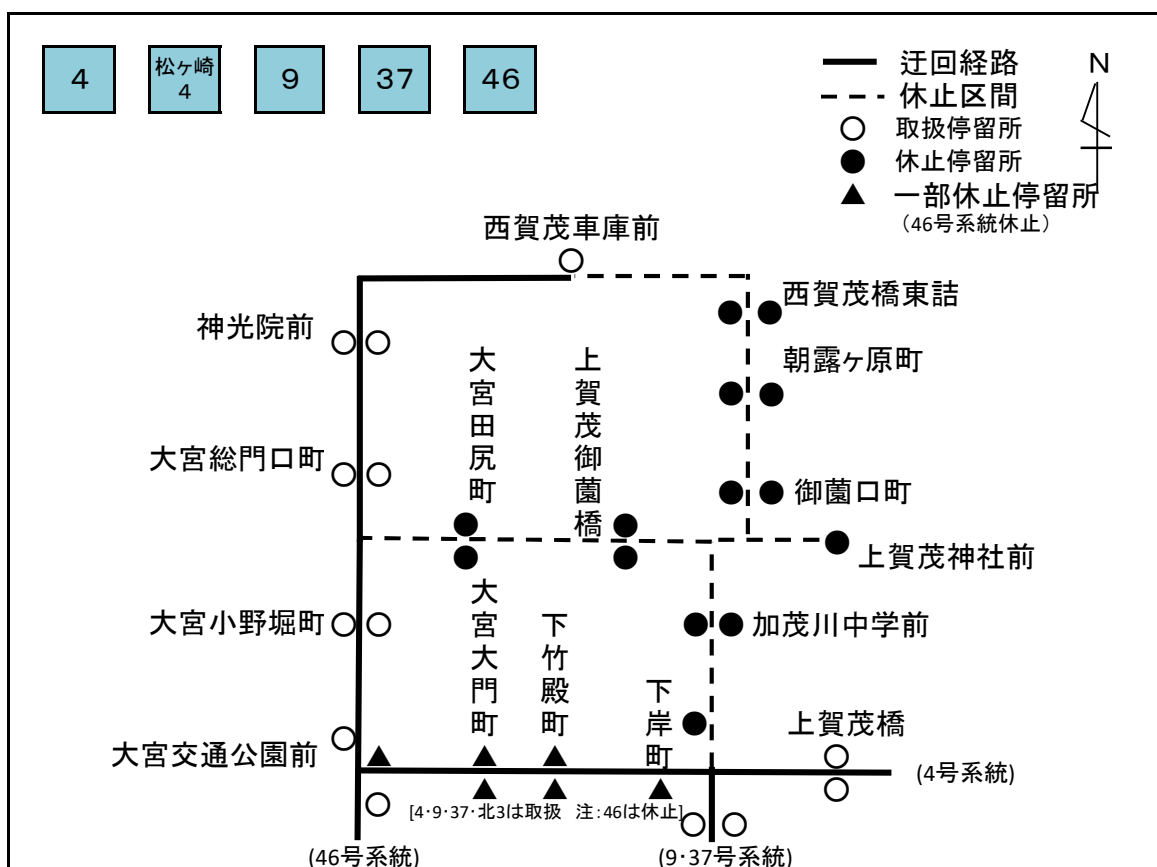 4
松ヶ崎
4
9
37
46
迂回経路
休止区間
取扱停留所
休止停留所
一部休止停留所
（46号系統休止）
N
西賀茂車庫前
西賀茂橋東詰
神光院前
朝露ヶ原町
大宮田尻町
上賀茂御薗橋
大宮総門口町
御薗口町
上賀茂神社前
大宮小野堀町
加茂川中学前
大宮大門町
下竹殿町
下岸町
上賀茂橋
大宮交通公園前
(4号系統)
[4･9･37･北3は取扱 注:46は休止]
(46号系統)
(9･37号系統)